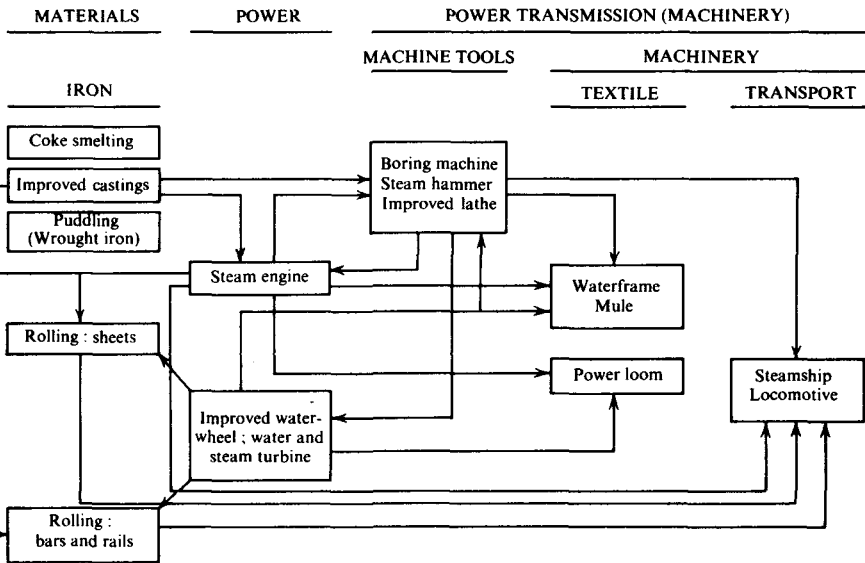 MATERIALS
POWER
POWER TRANSMISSION (MACHINERY)
MACHINE TOOLS
MACHINERY
IRON
TEXTILE
TRANSPORT
Coke smelting
Improved castings
Puddling
(Wrought iron)
Boring machine
Steam hammer
Improved lathe
Steam engine
Waterframe
Mule
Rolling : sheets
Power loom
Steamship
Locomotive
Improved water-
wheel ; water and
steam turbine
Rolling :
bars and rails